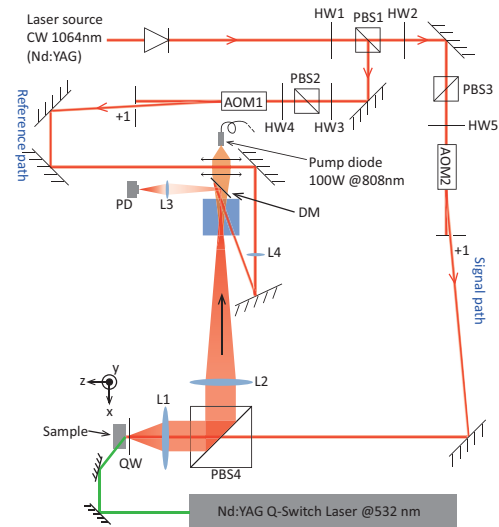 Laser source
CW 1064nm
(Nd:YAG)
HW1
PBS1
HW2
PBS3
HW5
AOM2
+1
Signal path
PBS2
AOM1
HW4
HW3
+1
Reference path
Pump diode
100W @808nm
PD
L3
DM
L4
L2
y
z
x
L1
Sample
QW
PBS4
Nd:YAG Q-Switch Laser @532 nm